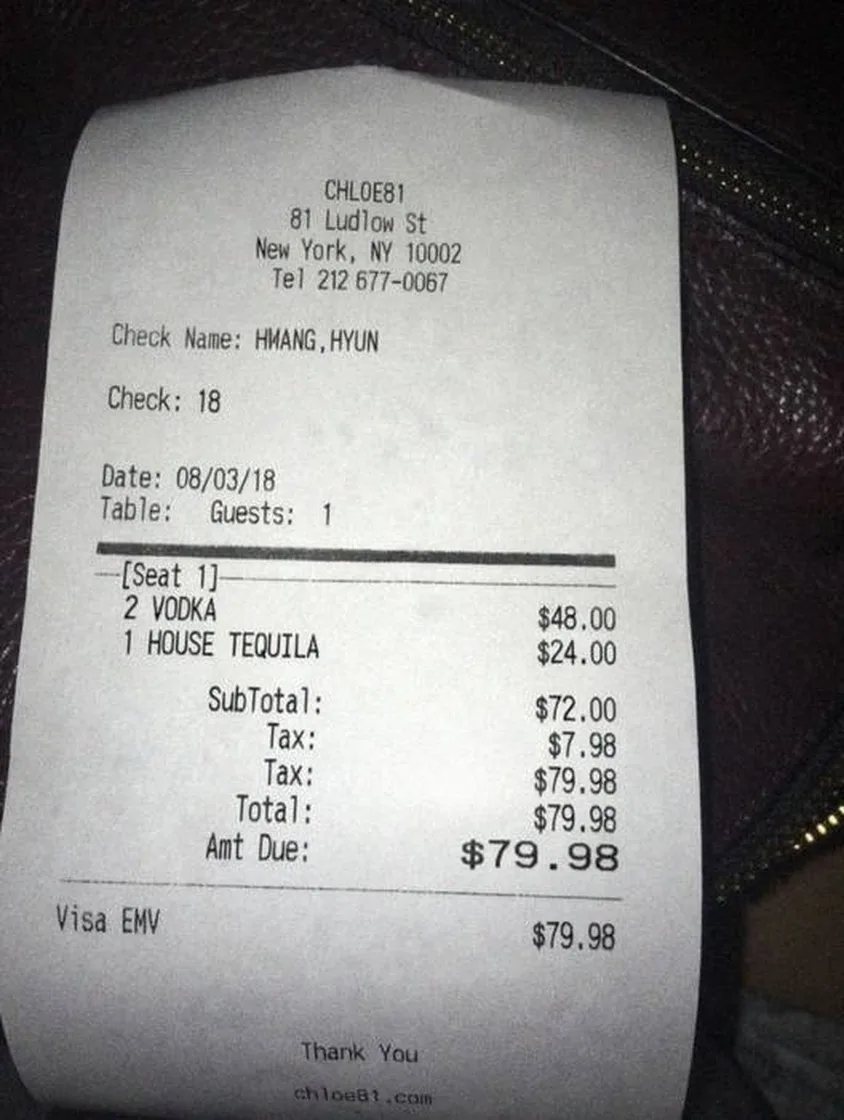 CHLOE81
81 Ludlow St
New York, NY 10002
Tel 212 677-0067
Check Name: HWANG,HYUN
Check: 18
Date: 08/03/18
Table: Guests: 1
[Seat 1]
2 VODKA $48.00
1 HOUSE TEQUILA $24.00
SubTotal: $72.00
Tax: $7.98
Tax: $79.98
Total: $79.98
Amt Due: $79.98
Visa EMV $79.98
Thank You
chloe81.com